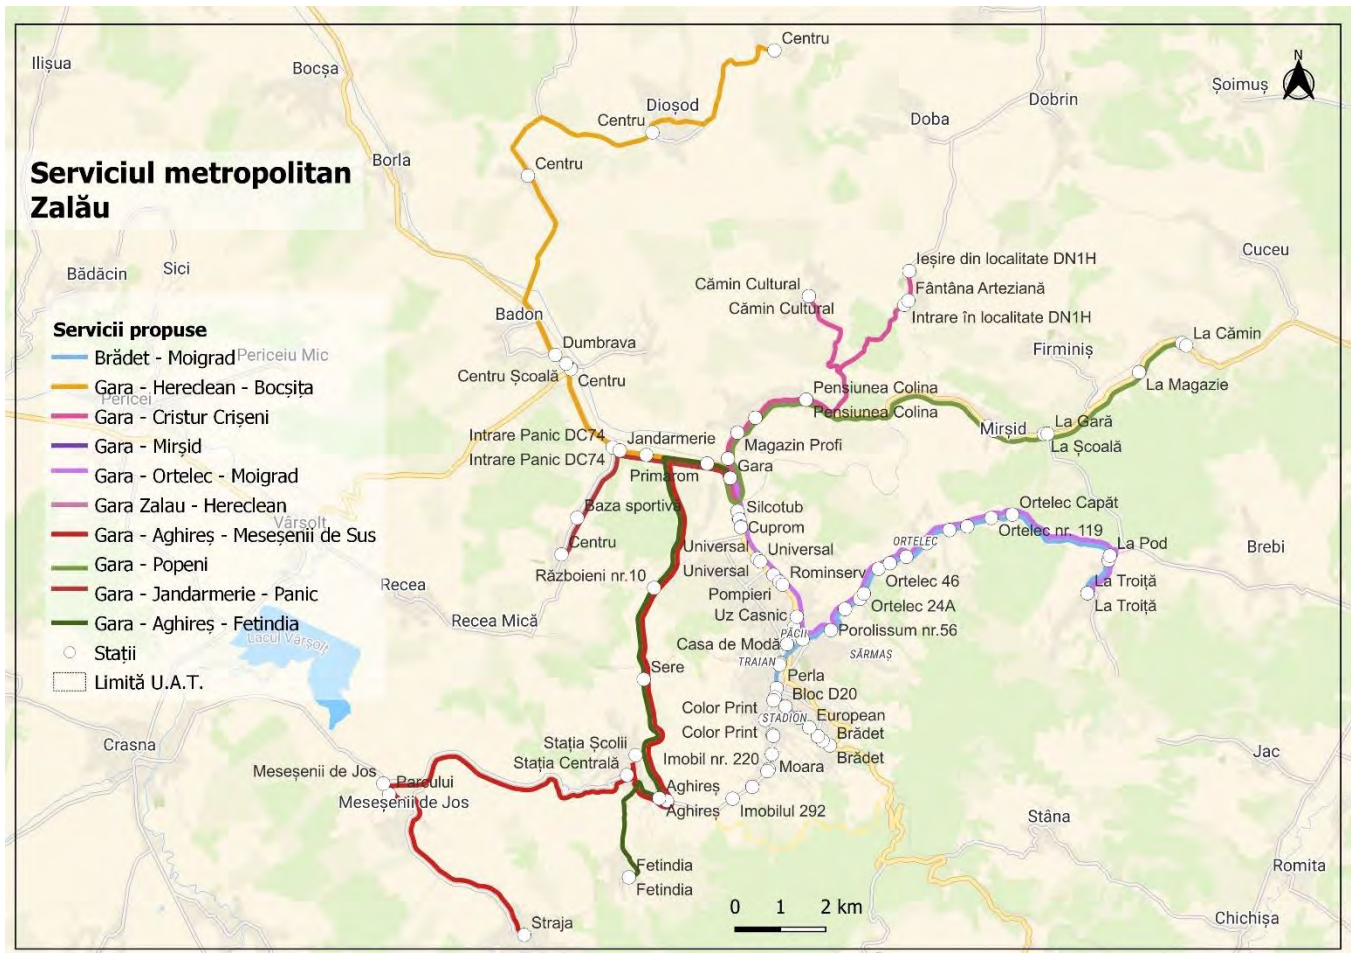 Centru
Ilișua
Bocșa
N
Șoimuș
Dioșod
Dobrin
Centru
Doba
Borla
Centru
Serviciul metropolitan
Zalău
Cuceu
Ieșire din localitate DN1H
Bădăcin
Sici
Cămin Cultural
Fântâna Arteziană
Cămin Cultural
Intrare în localitate DN1H
Badon
Servicii propuse
La Cămin
Dumbrava
Firminiș
Brădet - Moigrad
Periceiu Mic
Centru Școală
Centru
La Magazie
Gara - Hereclean - Bocșița
Pericei
Pensiunea Colina
Pensiunea Colina
Gara - Cristur Crișeni
La Gară
Mirșid
Intrare Panic DC74
Jandarmerie
Magazin Profi
La Școală
Gara - Mirșid
Intrare Panic DC74
Primarom
Gara
Gara - Ortelec - Moigrad
Ortelec Capăt
Gara Zalau - Hereclean
Baza sportivă
Silcotub
Vârșolt
Cuprom
Ortelec nr. 119
Gara - Aghireș - Meseșenii de Sus
ORTELEC
La Pod
Brebi
Centru
Universal
Universal
Gara - Popeni
Războieni nr.10
Universal
Rominserv
Ortelec 46
La Troiță
Recea
Pompieri
Gara - Jandarmerie - Panic
Ortelec 24A
La Troiță
Recea Mică
Uz Casnic
Gara - Aghireș - Fetindia
PĂCII
Porolissum nr.56
Lacul Vârșolt
Casa de Modă
Stații
SĂRMAȘ
TRAIAN
Sere
Limită U.A.T.
Perla
Bloc D20
Color Print
STADION
European
Color Print
Brădet
Crasna
Stația Școlii
Jac
Imobil nr. 220
Brădet
Stația Centrală
Moara
Meseșenii de Jos
Parcului
Aghireș
Meseșenii de Jos
Aghireș
Imobilul 292
Stâna
Fetindia
Romita
Fetindia
0 1 2 km
Straja
Chichișa